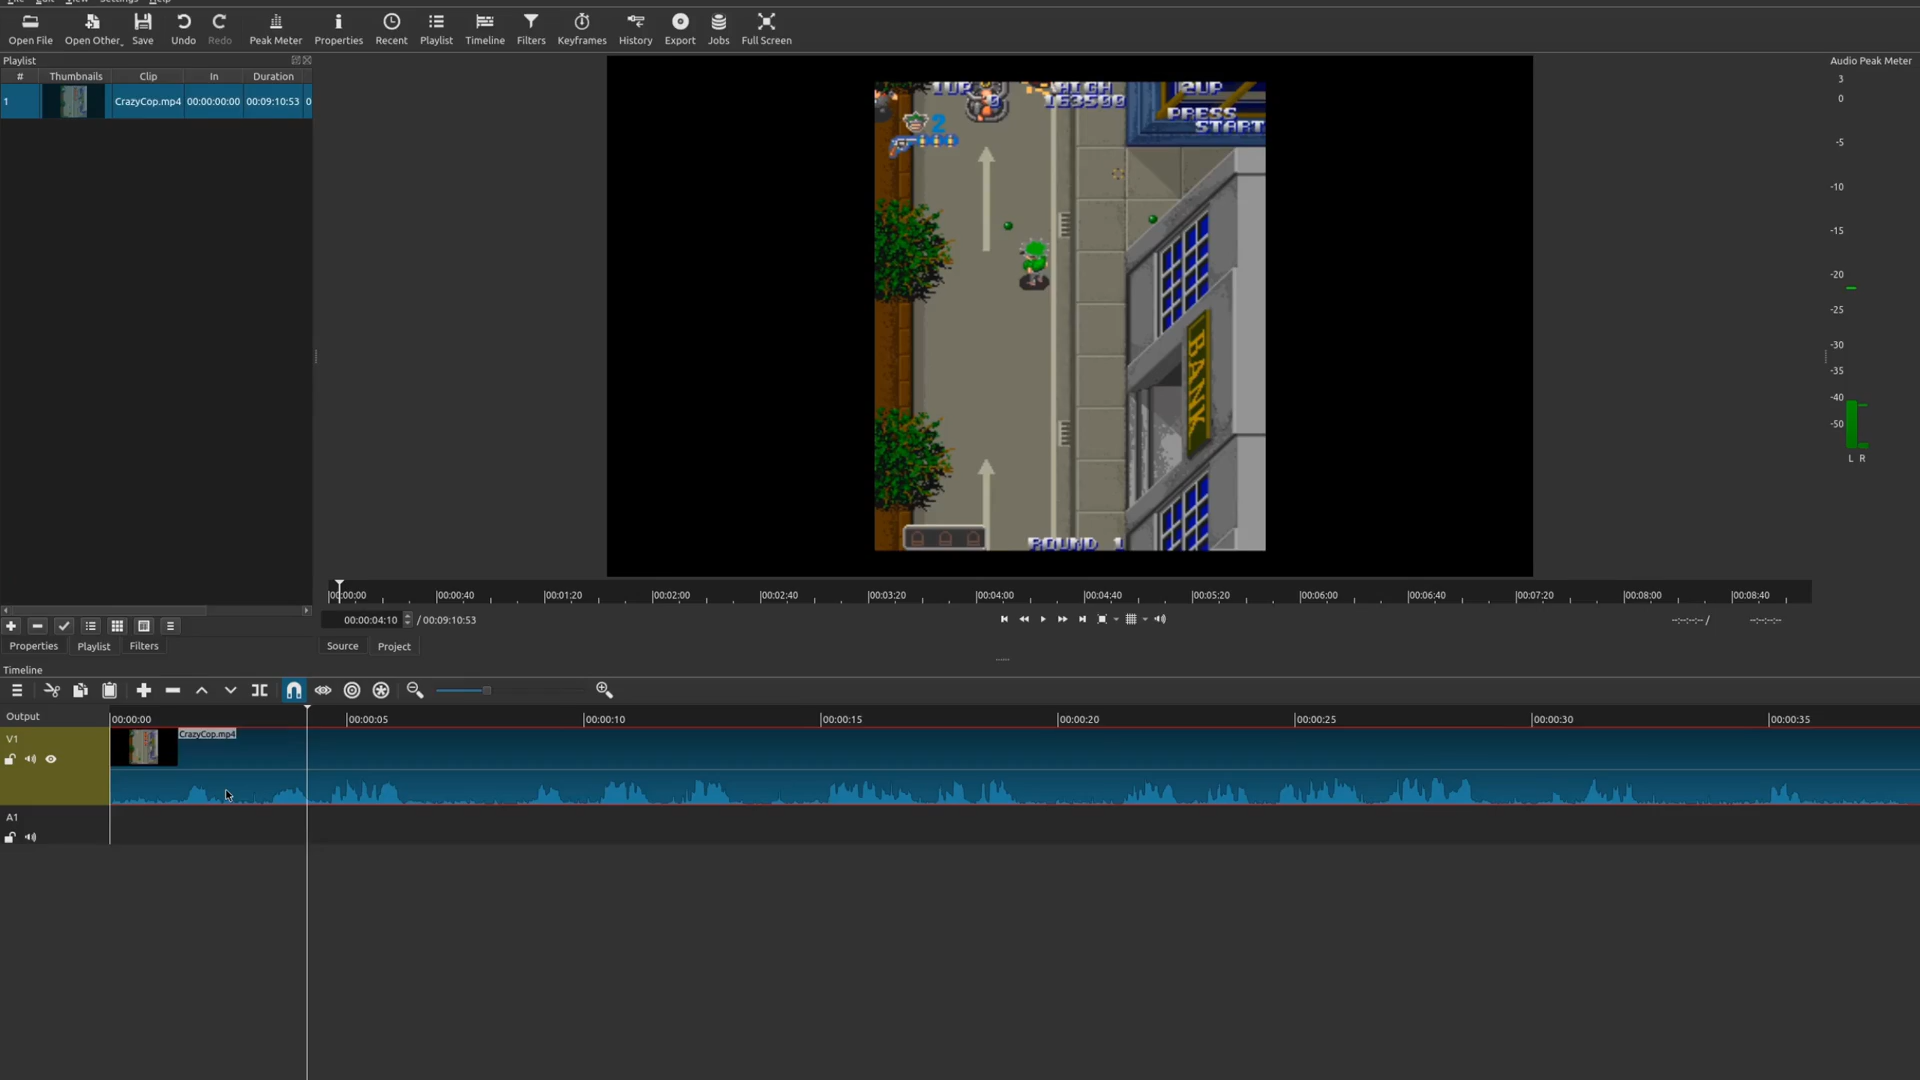 Open File Open Other Save Undo Redo Peak Meter Properties Recent Playlist Timeline Filters Keyframes History Export Jobs Full Screen
Playlist
# Thumbnails Clip In Duration
1 CrazyCop.mp4 00:00:00:00 00:09:10:53 0
Audio Peak Meter
3
0
-5
-10
-15
-20
-25
-30
-35
-40
-50
L R
1UP HIGH 2UP
0 163500
PRESS
START
2
BANK
ROUND 1
00:00:00 00:00:40 00:01:20 00:02:00 00:02:40 00:03:20 00:04:00 00:04:40 00:05:20 00:06:00 00:06:40 00:07:20 00:08:00 00:08:40
00:00:04:10 / 00:09:10:53 --:--:--:-- / --:--:--:--
Properties Playlist Filters Source Project
Timeline
Output 00:00:00 00:00:05 00:00:10 00:00:15 00:00:20 00:00:25 00:00:30 00:00:35
V1 CrazyCop.mp4
A1